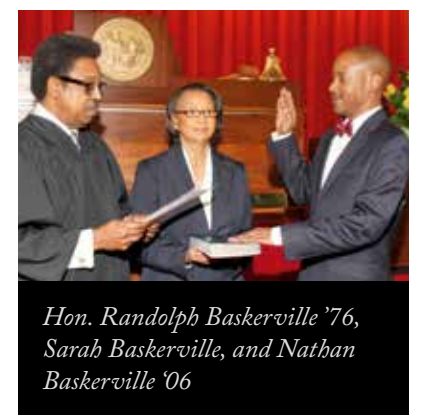 Hon. Randolph Baskerville ’76,
Sarah Baskerville, and Nathan
Baskerville ‘06